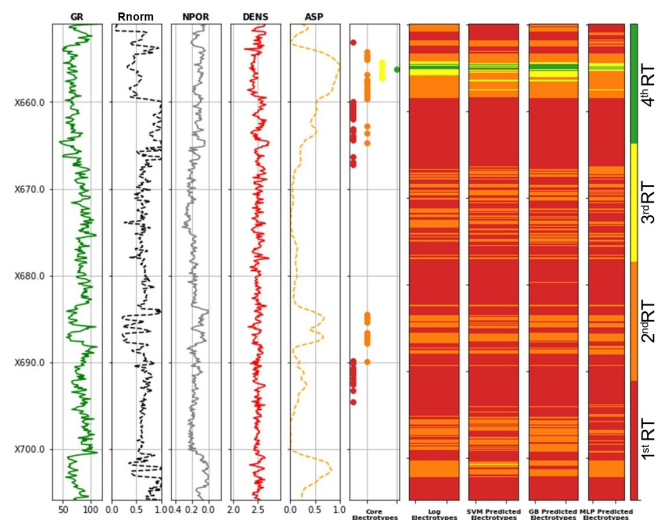 GR Rnorm NPOR DENS ASP
X660.0
X670.0
X680.0
X690.0
X700.0
50 100 0.0 0.5 1.0 0.4 0.2 0.0 2.0 2.5 0.0 0.5 1.0
Core
Electrotypes
Log
Electrotypes
SVM Predicted
Electrotypes
GB Predicted
Electrotypes
MLP Predicted
Electrotypes
4th RT
3rd RT
2nd RT
1st RT